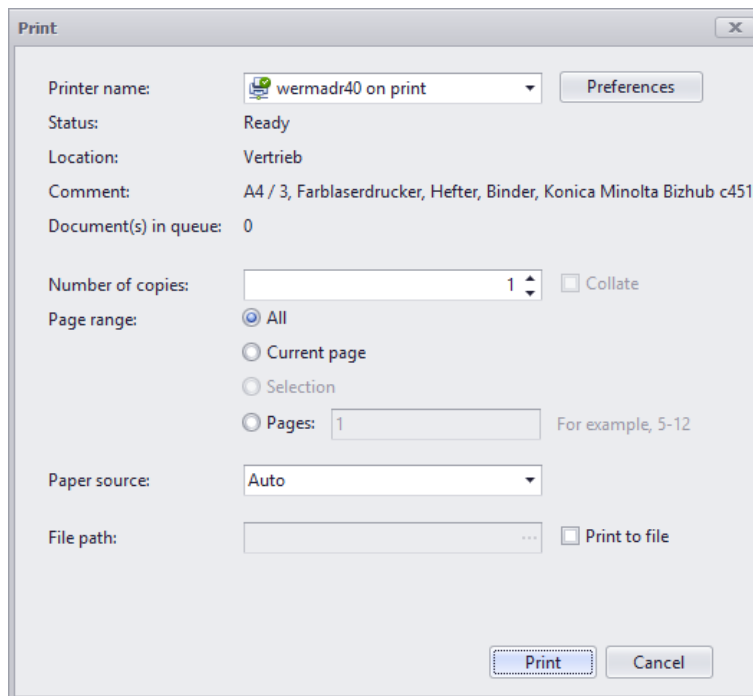 Print
Printer name: wermadr40 on print Preferences
Status: Ready
Location: Vertrieb
Comment: A4 / 3, Farblaserdrucker, Hefter, Binder, Konica Minolta Bizhub c451
Document(s) in queue: 0
Number of copies: 1 Collate
Page range: All
Current page
Selection
Pages: 1 For example, 5-12
Paper source: Auto
File path: ... Print to file
Print Cancel